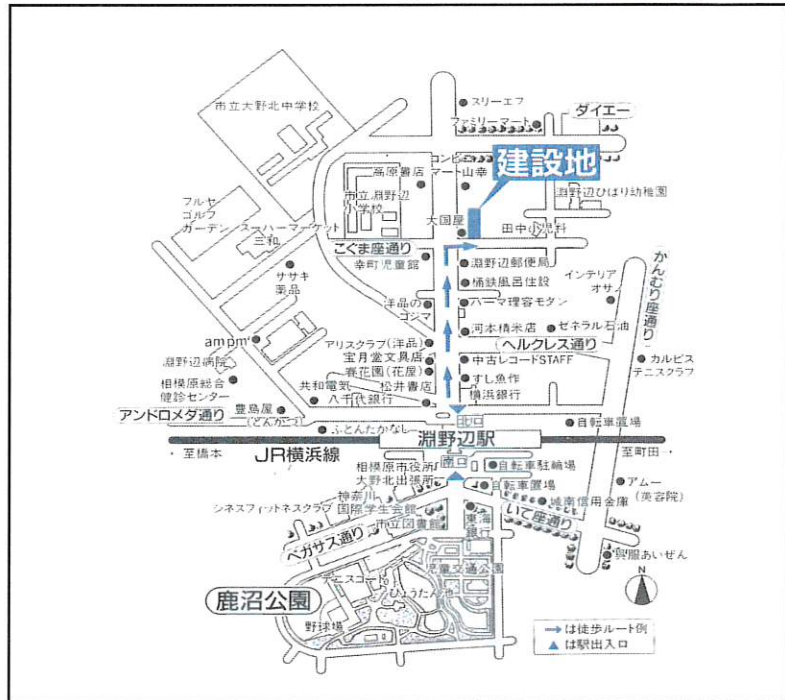 スリーエフ
市立大野北中学校
ファミリーマート
ダイエー
コンビニ
マート山幸
高原書店
建設地
市立淵野辺
小学校
淵野辺ひばり幼稚園
フルヤ
ゴルフ
ガーデン
スーパーマーケット
三和
大国屋
田中小児科
こぐま座通り
幸町児童館
淵野辺郵便局
かんむり座通り
ササキ
薬品
桶鉄風呂住設
インテリア
オサノ
洋品の
コジマ
バーマ理容モダン
am pm
河本精米店
ゼネラル石油
アリスクラブ(洋品)
ヘルクレス通り
淵野辺病院
宝月堂文具店
中古レコードSTAFF
カルピス
テニスクラブ
相模原総合
健診センター
春花園(花屋)
すし魚作
共和電気
松井書店
横浜銀行
八千代銀行
アンドロメダ通り
豊島屋
(とんかつ)
北口
自転車置場
ふとんたかなし
淵野辺駅
・至橋本
JR横浜線
至町田→
南口
相模原市役所
大野北出張所
自転車駐輪場
アムー
(美容院)
自転車置場
神奈川
国際学生会館
シネスフィットネスクラブ
城南信用金庫
市立図書館
東海
銀行
いて座通り
ペガサス通り
呉服あいぜん
児童交通公園
テニスコート
ひょうたん池
N
鹿沼公園
野球場
→は徒歩ルート例
▲は駅出入口